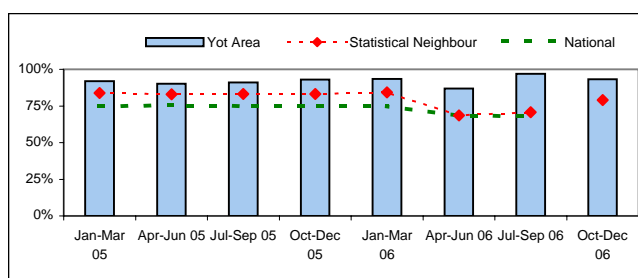 Yot Area Statistical Neighbour National
100%
75%
50%
25%
0%
Jan-Mar Apr-Jun 05 Jul-Sep 05 Oct-Dec Jan-Mar Apr-Jun 06 Jul-Sep 06 Oct-Dec
05 05 06 06